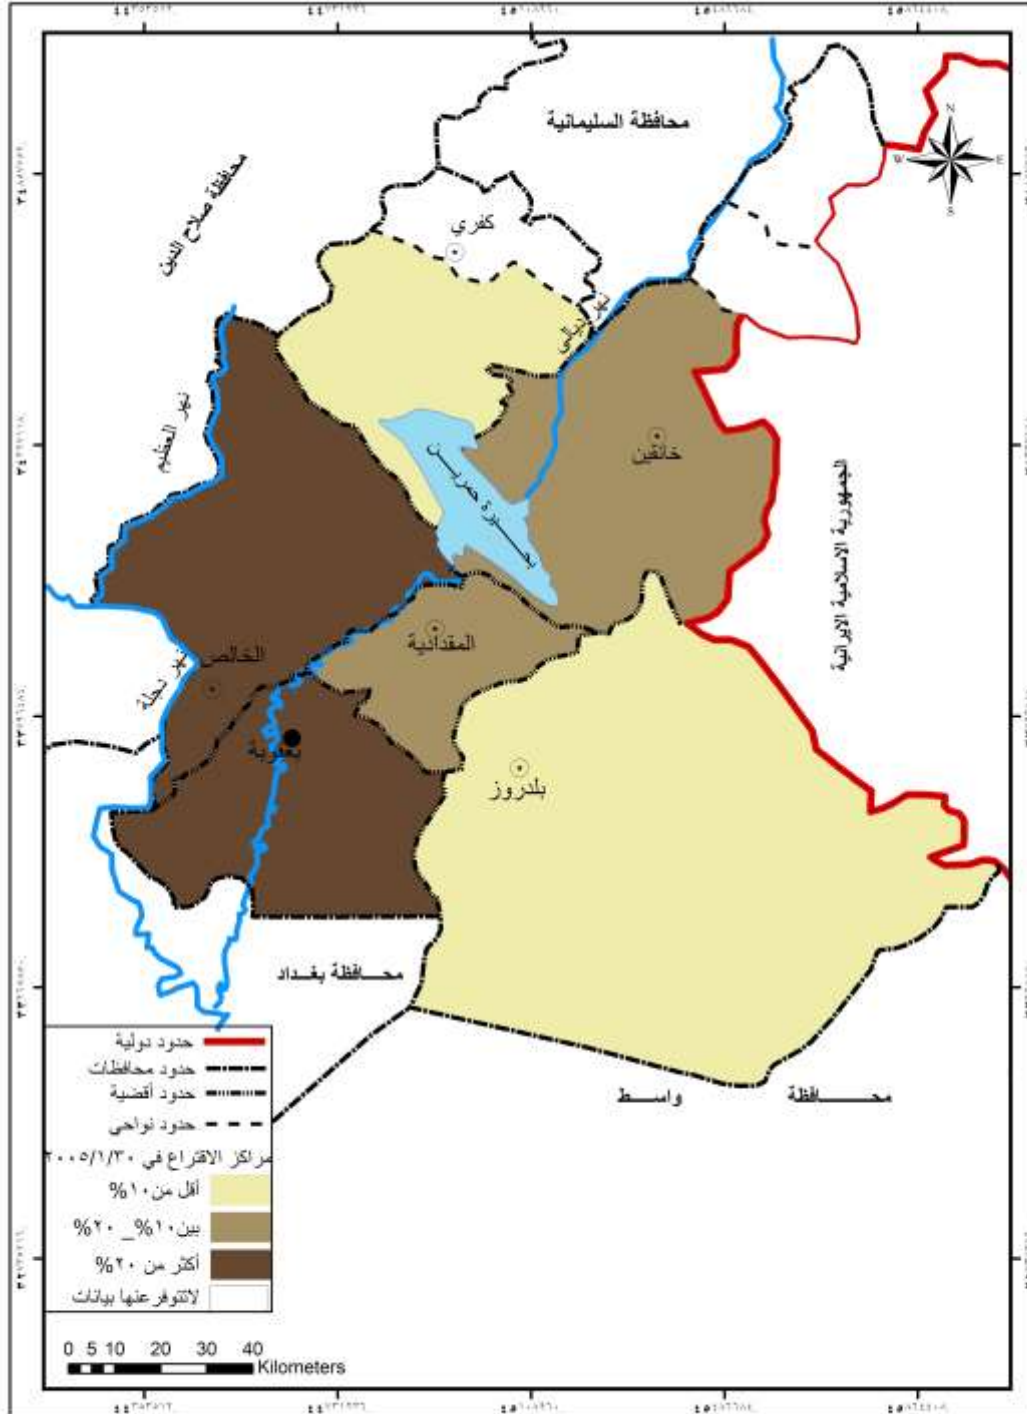 N
W
E
S
محافظة السليمانية
محافظة صلاح الدين
كفري
نهر ديالى
نهر العظيم
خانقين
بحيرة حمرين
الجمهورية الاسلامية الايرانية
المقدادية
الخالص
نهر دجلة
بعقوبة
بلدروز
محافظة بغداد
محافظة واسط
حدود دولية
حدود محافظات
حدود أقضية
حدود نواحي
مراكز الاقتراع في ٢٠٠٥/١/٣٠
أقل من ١٠%
بين ١٠% _ ٢٠%
أكثر من ٢٠%
لاتتوفر عنها بيانات
0 5 10 20 30 40
Kilometers